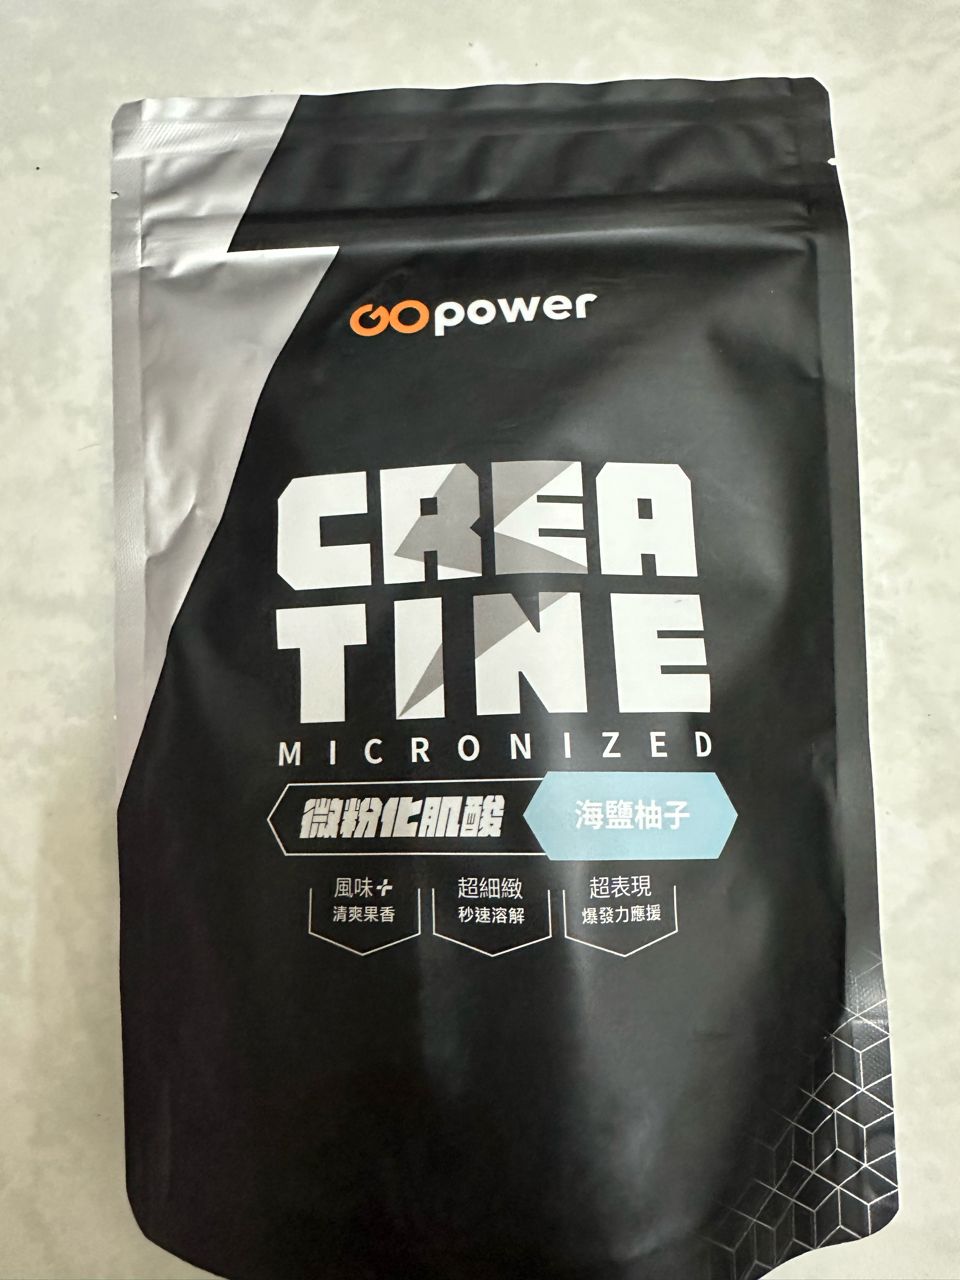 GOpower
CREA
TINE
MICRONIZED
微粉化肌酸
海鹽柚子
風味+
清爽果香
超細緻
秒速溶解
超表現
爆發力應援